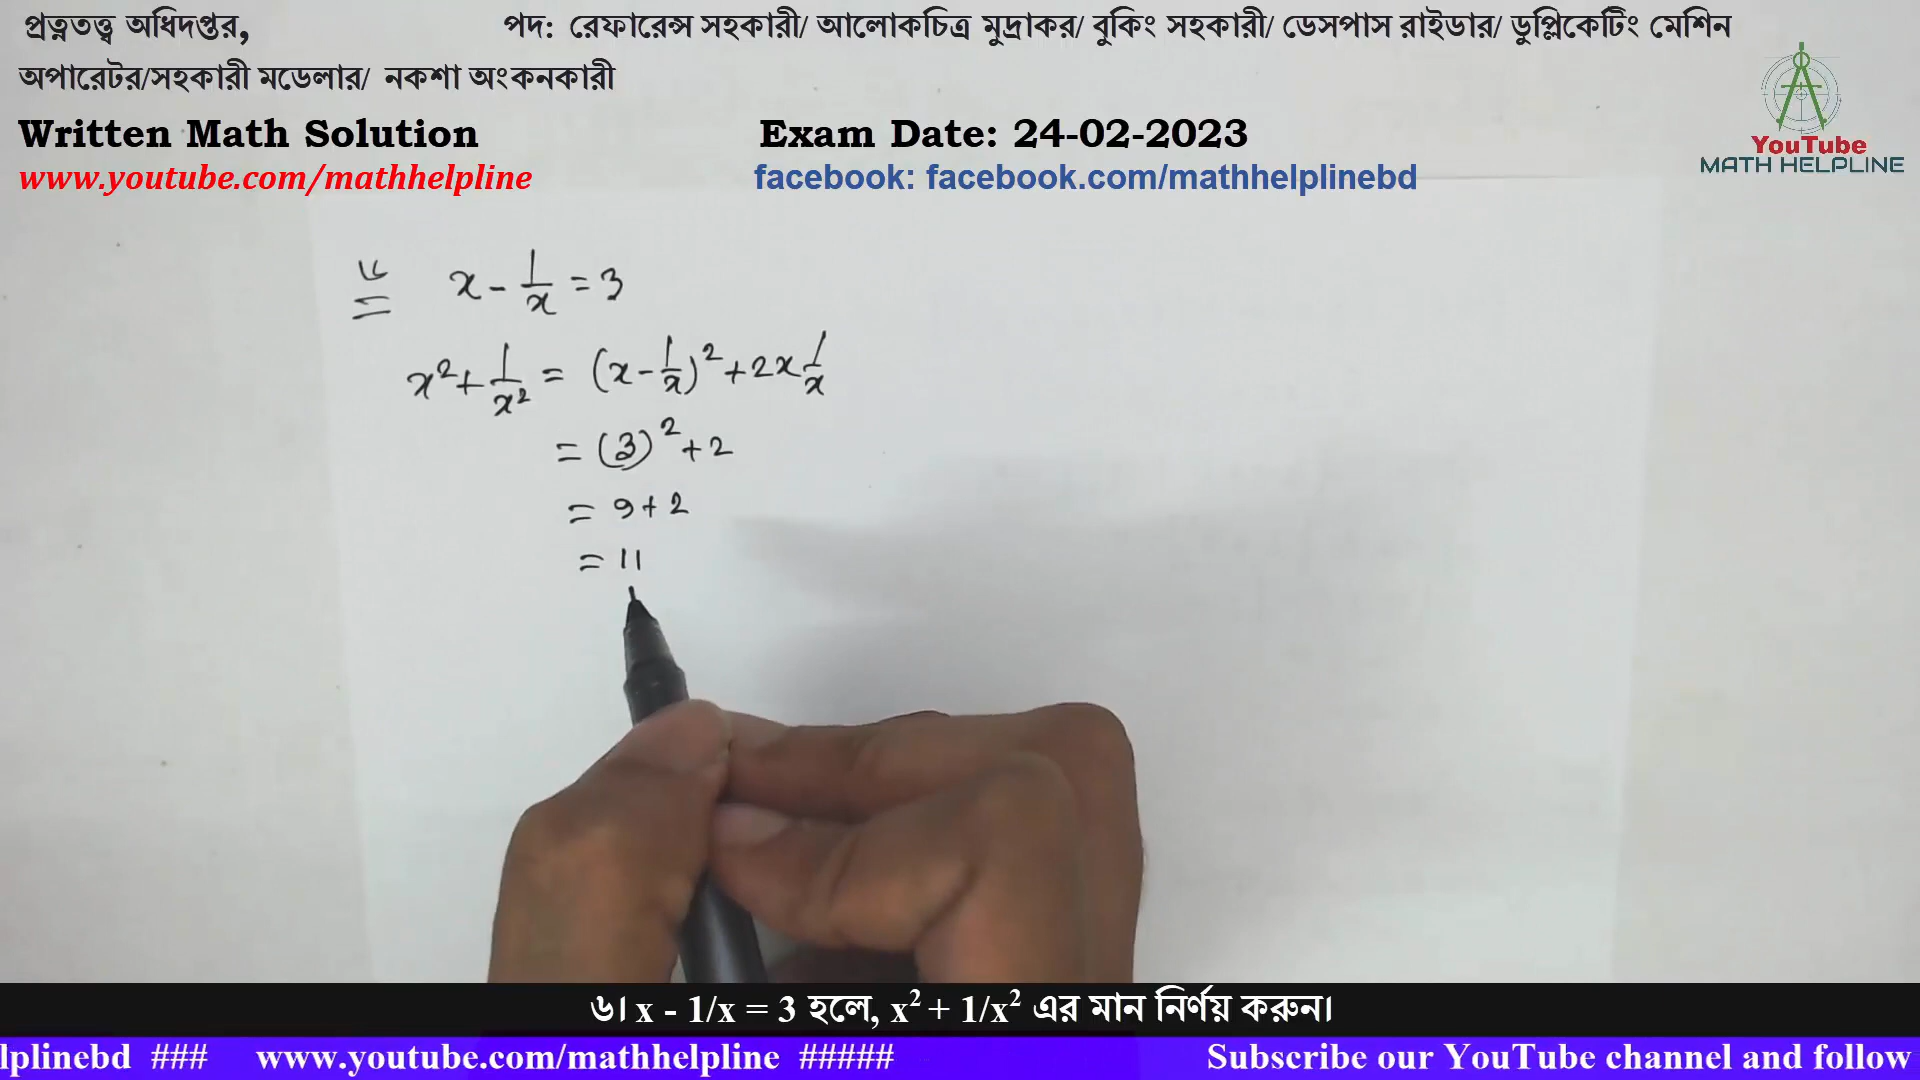 প্রত্নতত্ত্ব অধিদপ্তর, পদ: রেফারেন্স সহকারী/ আলোকচিত্র মুদ্রাকর/ বুকিং সহকারী/ ডেসপাস রাইডার/ ডুপ্লিকেটিং মেশিন
অপারেটর/সহকারী মডেলার/ নকশা অংকনকারী
Written Math Solution Exam Date: 24-02-2023
www.youtube.com/mathhelpline facebook: facebook.com/mathhelplinebd
YouTube
MATH HELPLINE
৬ x - 1/x = 3
x² + 1/x² = (x - 1/x)² + 2x 1/x
= (3)² + 2
= 9 + 2
= 11
৬। x - 1/x = 3 হলে, x² + 1/x² এর মান নির্ণয় করুন।
lplinebd ### www.youtube.com/mathhelpline ##### Subscribe our YouTube channel and follow